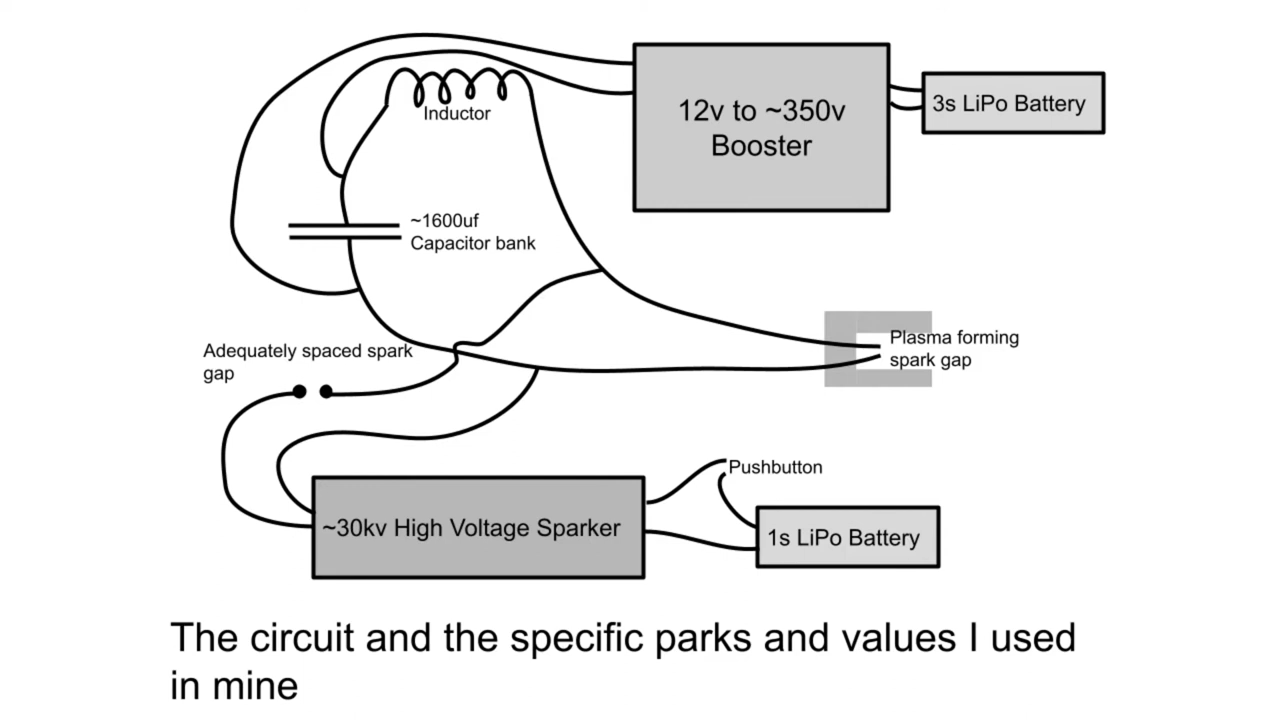 12v to ~350v
Booster
3s LiPo Battery
Inductor
~1600uf
Capacitor bank
Adequately spaced spark
gap
Plasma forming
spark gap
Pushbutton
~30kv High Voltage Sparker
1s LiPo Battery
The circuit and the specific parks and values I used
in mine